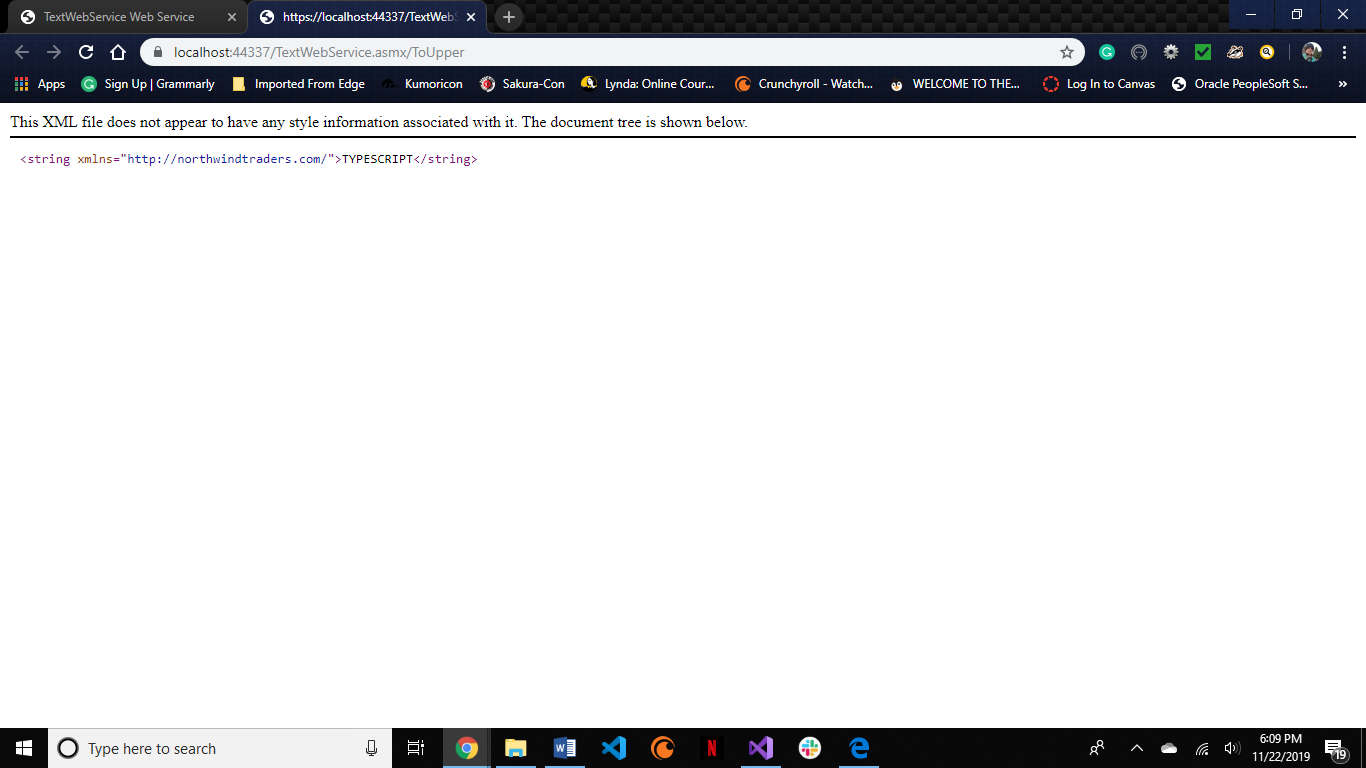 TextWebService Web Service
https://localhost:44337/TextWebS
localhost:44337/TextWebService.asmx/ToUpper
Apps
Sign Up | Grammarly
Imported From Edge
Kumoricon
Sakura-Con
Lynda: Online Cour...
Crunchyroll - Watch...
WELCOME TO THE...
Log In to Canvas
Oracle PeopleSoft S...
»
This XML file does not appear to have any style information associated with it. The document tree is shown below.
<string xmlns="http://northwindtraders.com/">TYPESCRIPT</string>
Type here to search
6:09 PM
11/22/2019
19